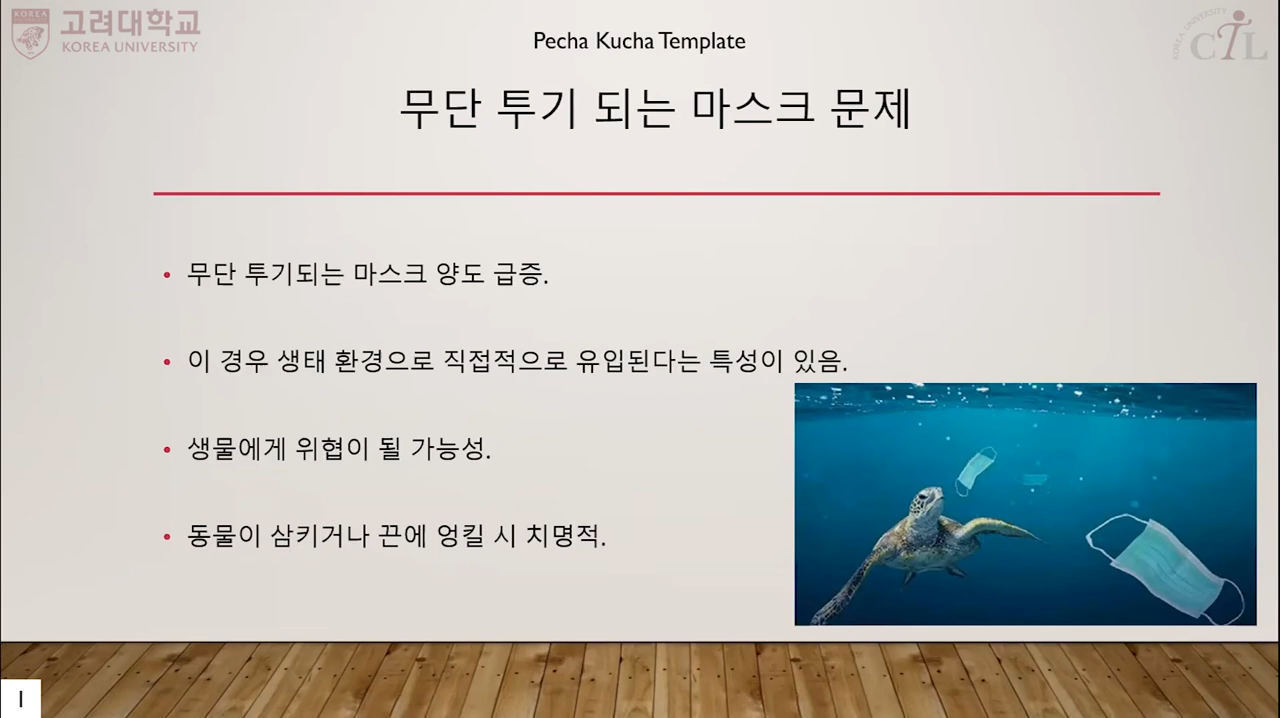 KOREA
고려대학교
KOREA UNIVERSITY
Pecha Kucha Template
KOREA UNIVERSITY
CTL
무단 투기 되는 마스크 문제
• 무단 투기되는 마스크 양도 급증.
• 이 경우 생태 환경으로 직접적으로 유입된다는 특성이 있음.
• 생물에게 위협이 될 가능성.
• 동물이 삼키거나 끈에 엉킬 시 치명적.
1